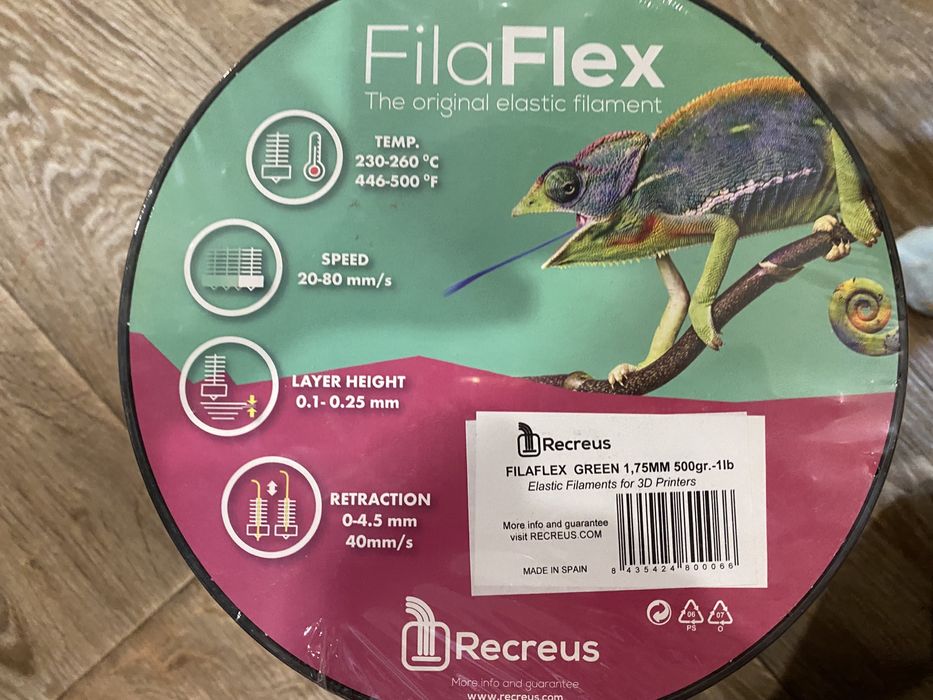 FilaFlex
The original elastic filament
TEMP.
230-260 ºC
446-500 ºF
SPEED
20-80 mm/s
LAYER HEIGHT
0.1- 0.25 mm
RETRACTION
0-4.5 mm
40mm/s
Recreus
FILAFLEX GREEN 1,75MM 500gr.-1lb
Elastic Filaments for 3D Printers
More info and guarantee
visit RECREUS.COM
MADE IN SPAIN
8 435424 800066
06
PS
07
O
Recreus
More info and guarantee
www.recreus.com